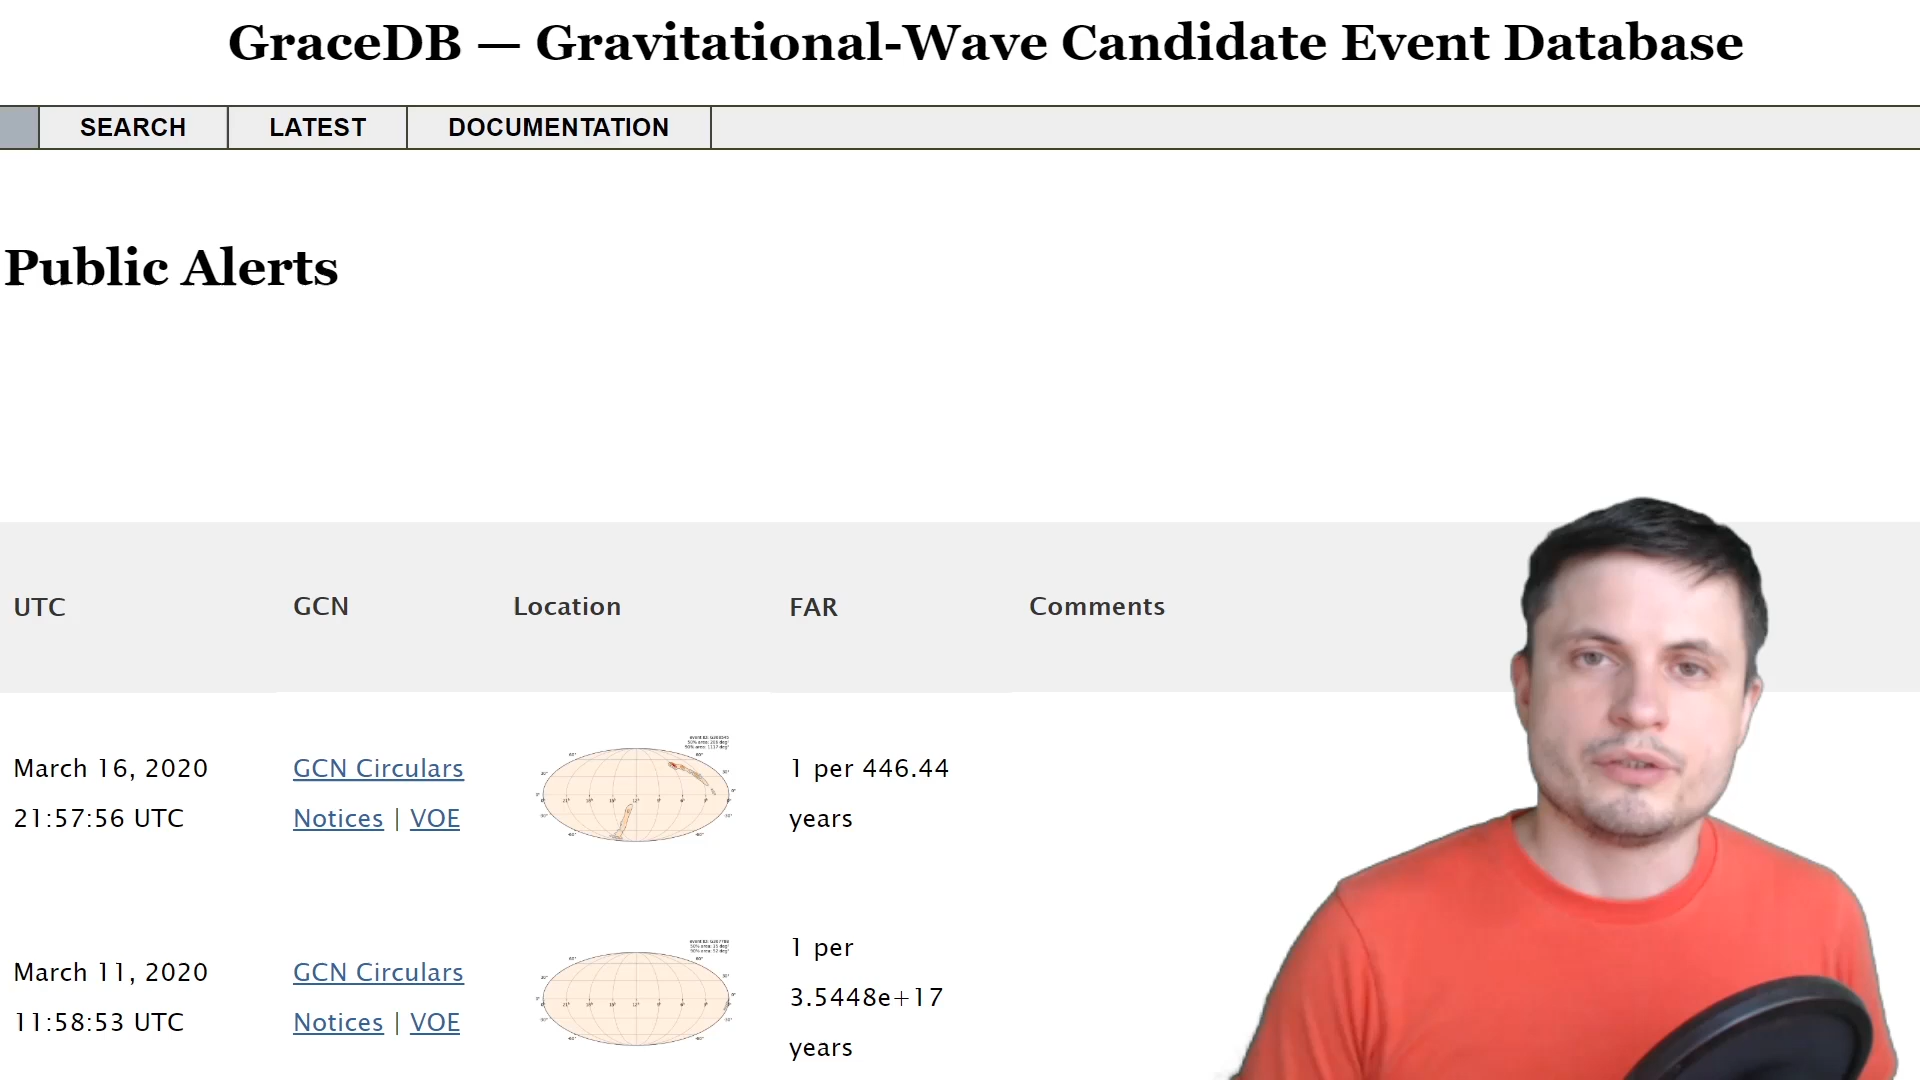 GraceDB — Gravitational-Wave Candidate Event Database
SEARCH LATEST DOCUMENTATION
Public Alerts
UTC GCN Location FAR Comments
March 16, 2020
21:57:56 UTC
GCN Circulars
Notices | VOE
1 per 446.44
years
March 11, 2020
11:58:53 UTC
GCN Circulars
Notices | VOE
1 per
3.5448e+17
years